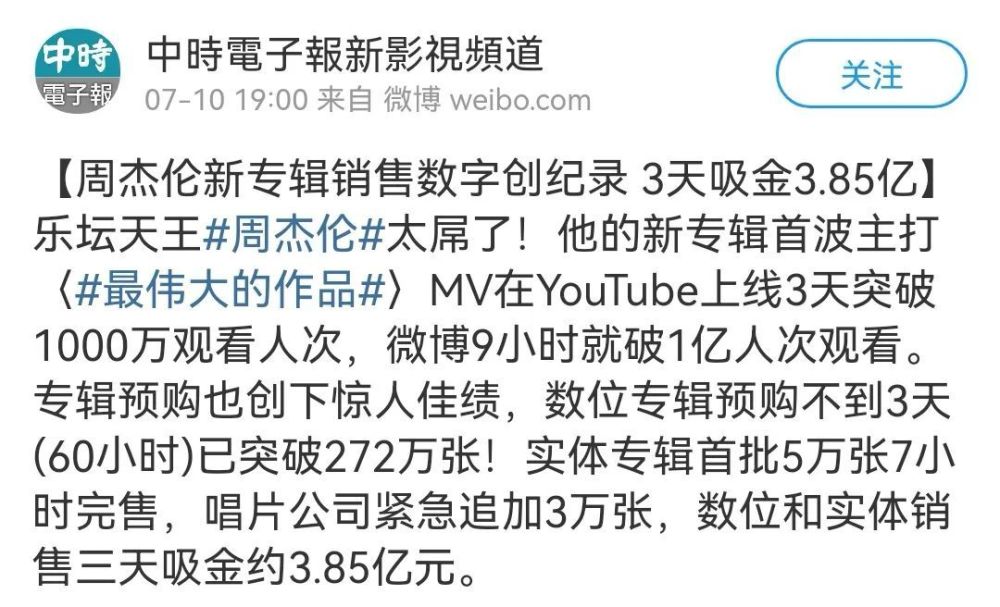 中時
電子報
中時電子報新影視頻道
07-10 19:00 来自 微博 weibo.com
关注
【周杰伦新专辑销售数字创纪录 3天吸金3.85亿】
乐坛天王#周杰伦#太屌了！他的新专辑首波主打
〈#最伟大的作品#〉MV在YouTube上线3天突破
1000万观看人次，微博9小时就破1亿人次观看。
专辑预购也创下惊人佳绩，数位专辑预购不到3天
(60小时)已突破272万张！实体专辑首批5万张7小
时完售，唱片公司紧急追加3万张，数位和实体销
售三天吸金约3.85亿元。